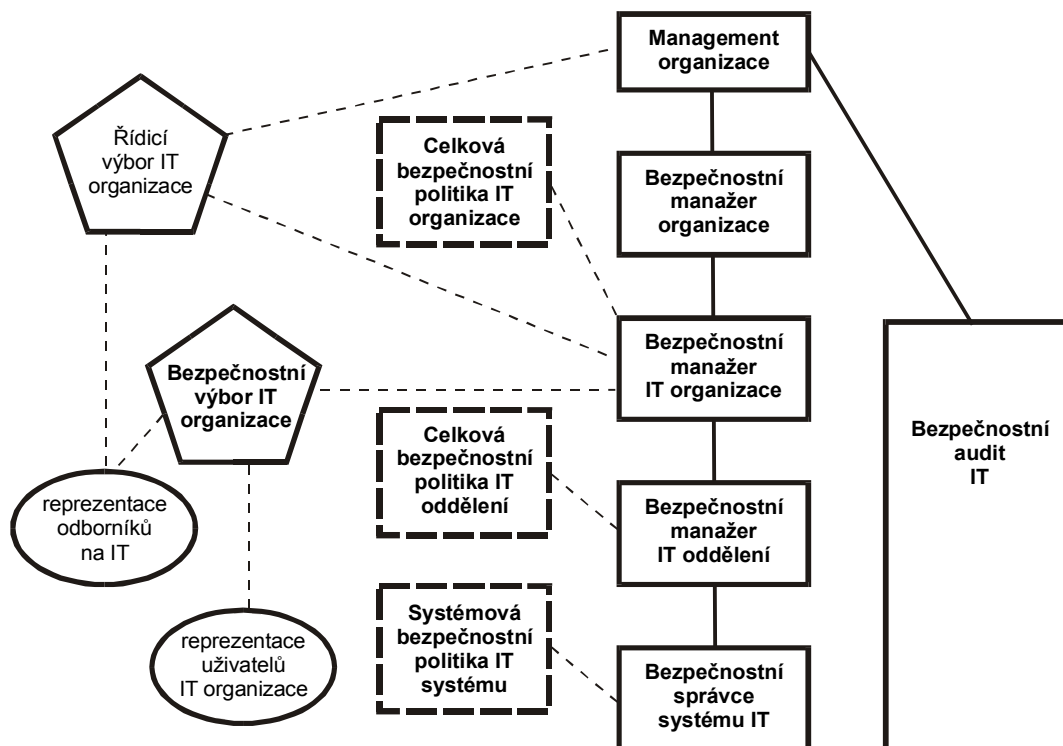 Management
organizace
Řídicí
výbor IT
organizace
Celková
bezpečnostní
politika IT
organizace
Bezpečnostní
manažer
organizace
Bezpečnostní
výbor IT
organizace
Bezpečnostní
manažer
IT organizace
Bezpečnostní
audit
IT
Celková
bezpečnostní
politika IT
oddělení
reprezentace
odborníků
na IT
Bezpečnostní
manažer
IT oddělení
reprezentace
uživatelů
IT organizace
Systémová
bezpečnostní
politika IT
systému
Bezpečnostní
správce
systému IT